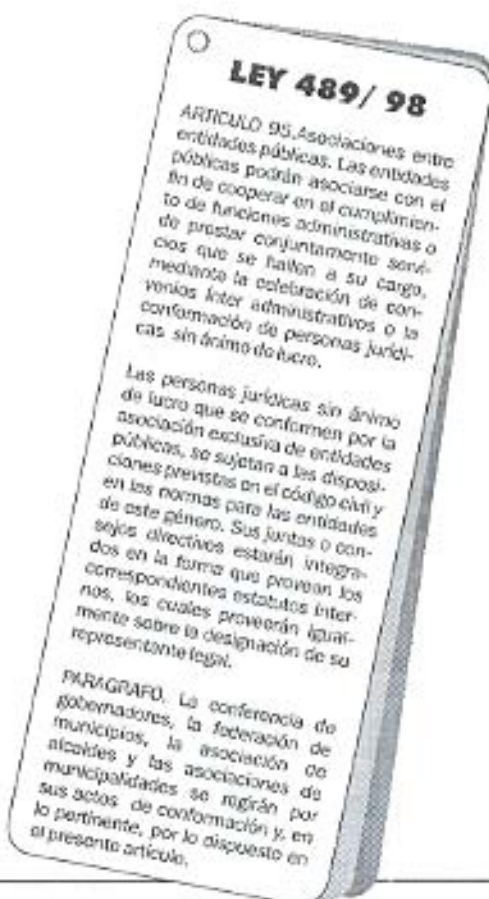 LEY 489/ 98
ARTICULO 95.Asociaciones entre
entidades públicas. Las entidades
públicas podrán asociarse con el
fin de cooperar en el cumplimien-
to de funciones administrativas o
de prestar conjuntamente servi-
cios que se hallen a su cargo,
mediante la celebración de con-
venios inter administrativos o la
conformación de personas jurídi-
cas sin ánimo de lucro.
Las personas jurídicas sin ánimo
de lucro que se conformen por la
asociación exclusiva de entidades
públicas, se sujetan a las disposi-
ciones previstas en el código civil y
en las normas para las entidades
de este género. Sus juntas o con-
sejos directivos estarán integra-
dos en la forma que provean los
correspondientes estatutos inter-
nos, los cuales proveerán igual-
mente sobre la designación de su
representante legal.
PARAGRAFO. La conferencia de
gobernadores, la federación de
municipios, la asociación de
alcaldes y las asociaciones de
municipalidades se regirán por
sus actos de conformación y, en
lo pertinente, por lo dispuesto en
el presente artículo.